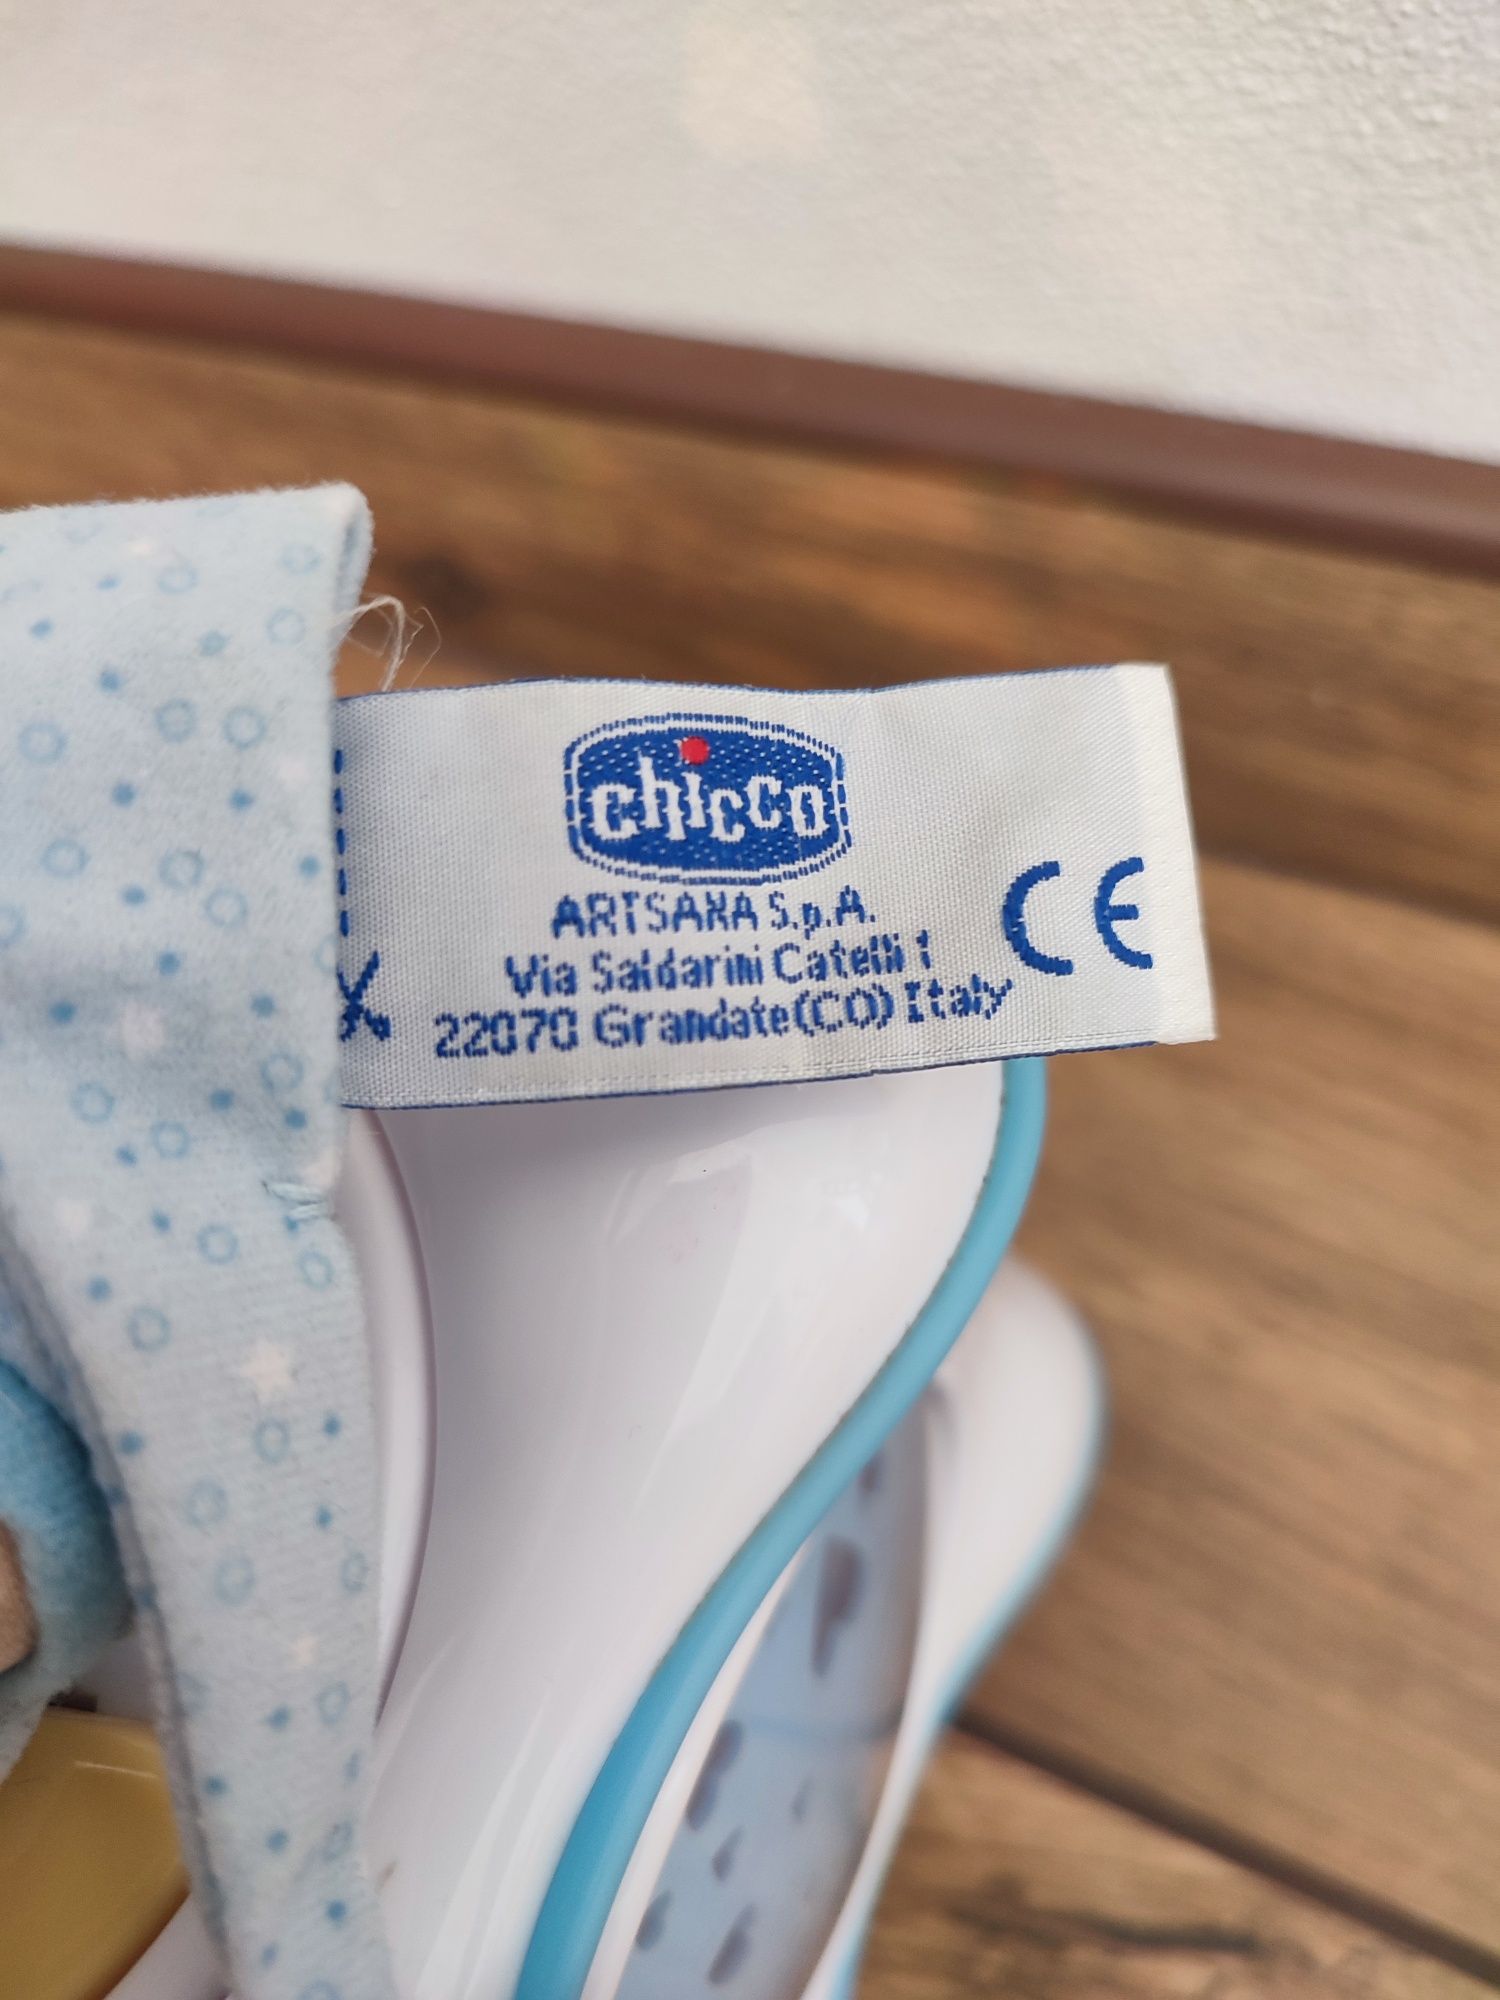 chicco
ARTSANA S.p.A.
Via Saldarini Catelli 1
22070 Grandate(CO) Italy
CE